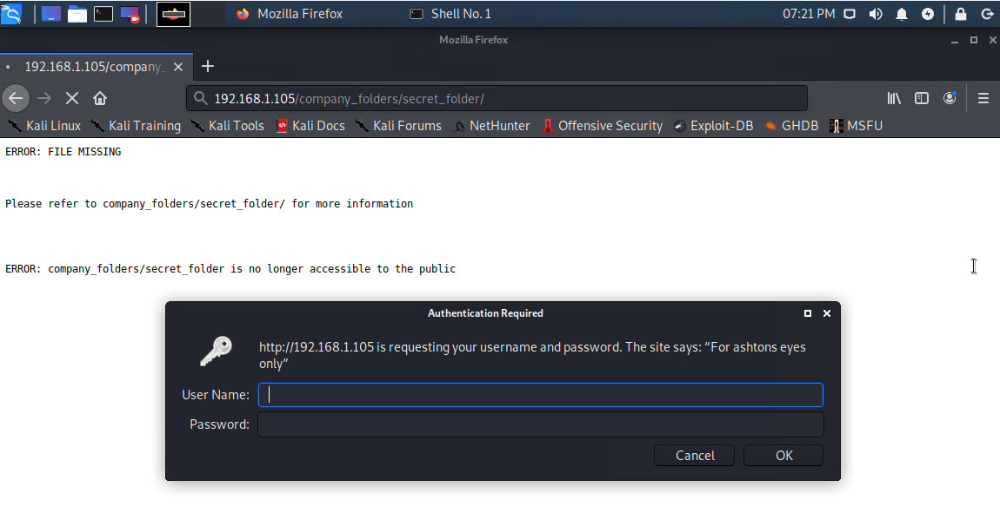 Mozilla Firefox
Shell No. 1
07:21 PM
Mozilla Firefox
192.168.1.105/company_
192.168.1.105/company_folders/secret_folder/
Kali Linux Kali Training Kali Tools Kali Docs Kali Forums NetHunter Offensive Security Exploit-DB GHDB MSFU
ERROR: FILE MISSING
Please refer to company_folders/secret_folder/ for more information
ERROR: company_folders/secret_folder is no longer accessible to the public
Authentication Required
http://192.168.1.105 is requesting your username and password. The site says: “For ashtons eyes
only”
User Name:
Password:
Cancel OK